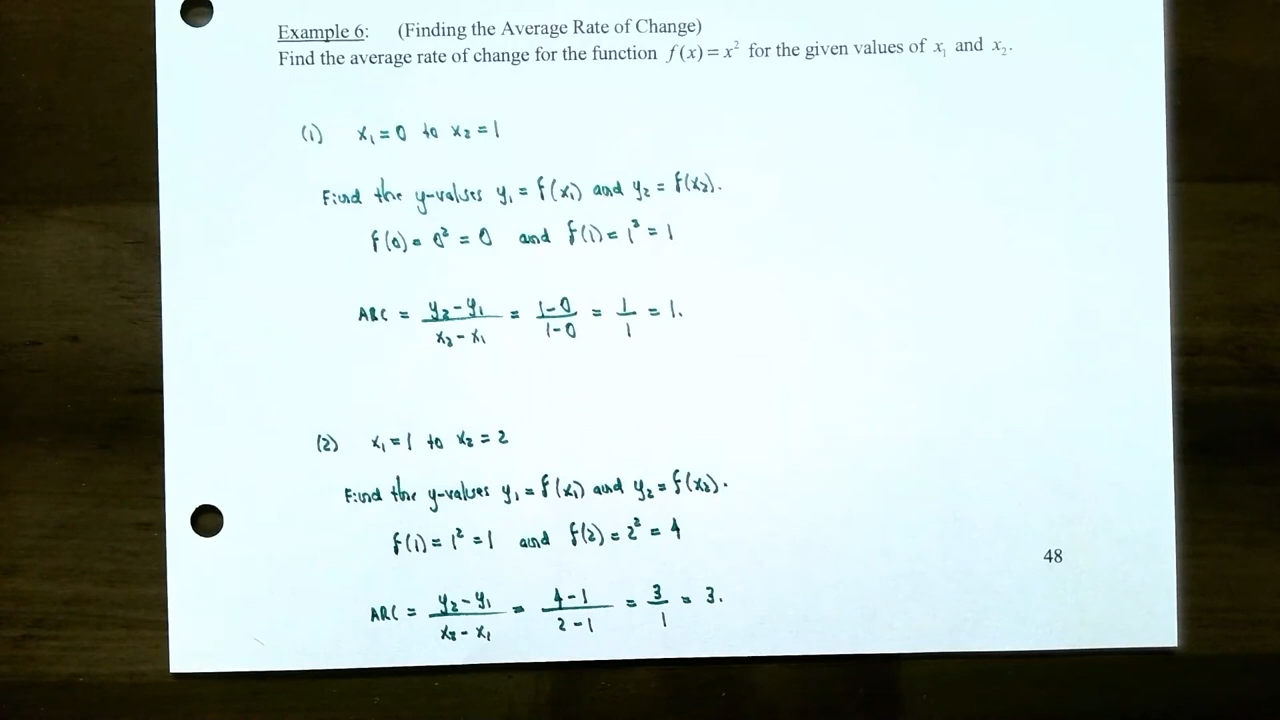 Example 6: (Finding the Average Rate of Change)
Find the average rate of change for the function f(x) = x² for the given values of x₁ and x₂.
(1) x₁ = 0 to x₂ = 1
Find the y-values y₁ = f(x₁) and y₂ = f(x₂).
f(0) = 0² = 0 and f(1) = 1² = 1
ARC = (y₂ - y₁)/(x₂ - x₁) = (1-0)/(1-0) = 1/1 = 1.
(2) x₁ = 1 to x₂ = 2
Find the y-values y₁ = f(x₁) and y₂ = f(x₂).
f(1) = 1² = 1 and f(2) = 2² = 4
48
ARC = (y₂ - y₁)/(x₂ - x₁) = (4-1)/(2-1) = 3/1 = 3.